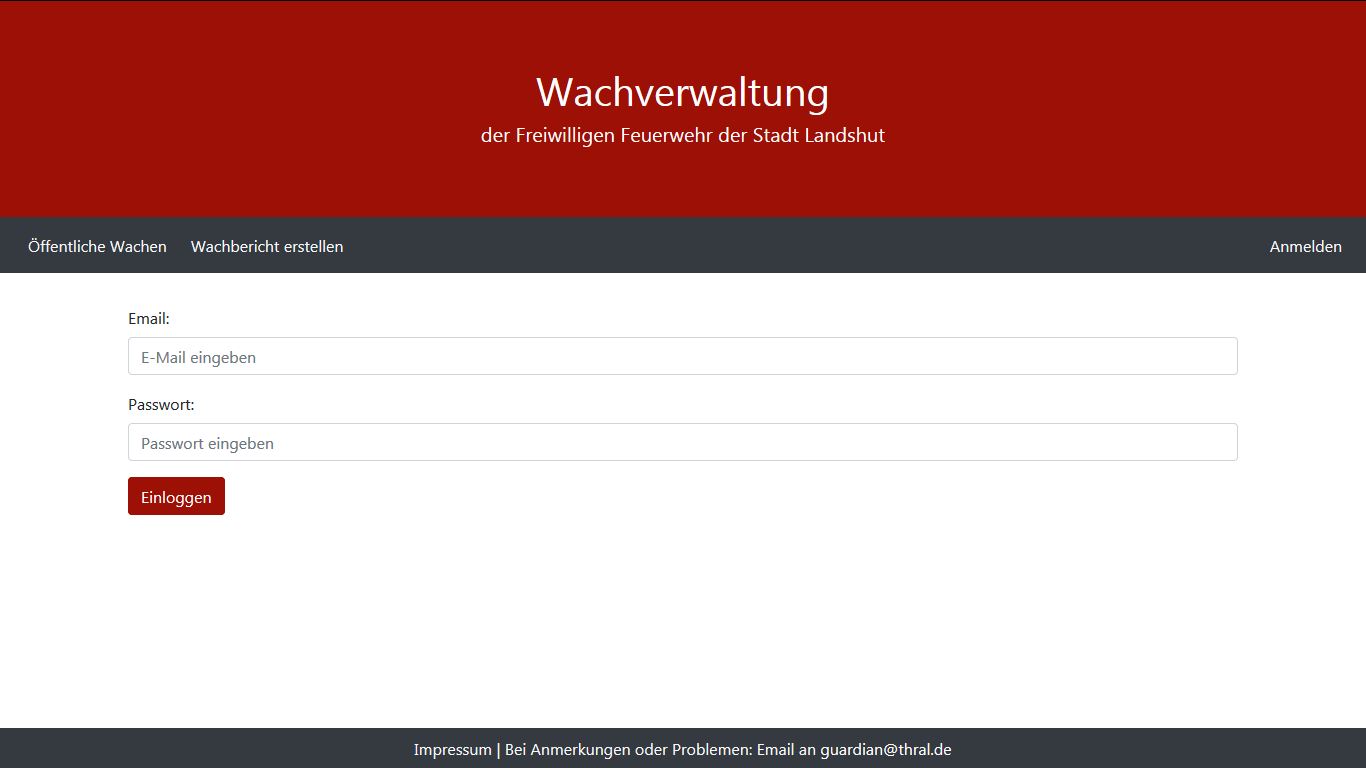 Wachverwaltung
der Freiwilligen Feuerwehr der Stadt Landshut
Öffentliche Wachen Wachbericht erstellen Anmelden
Email:
E-Mail eingeben
Passwort:
Passwort eingeben
Einloggen
Impressum | Bei Anmerkungen oder Problemen: Email an guardian@thral.de